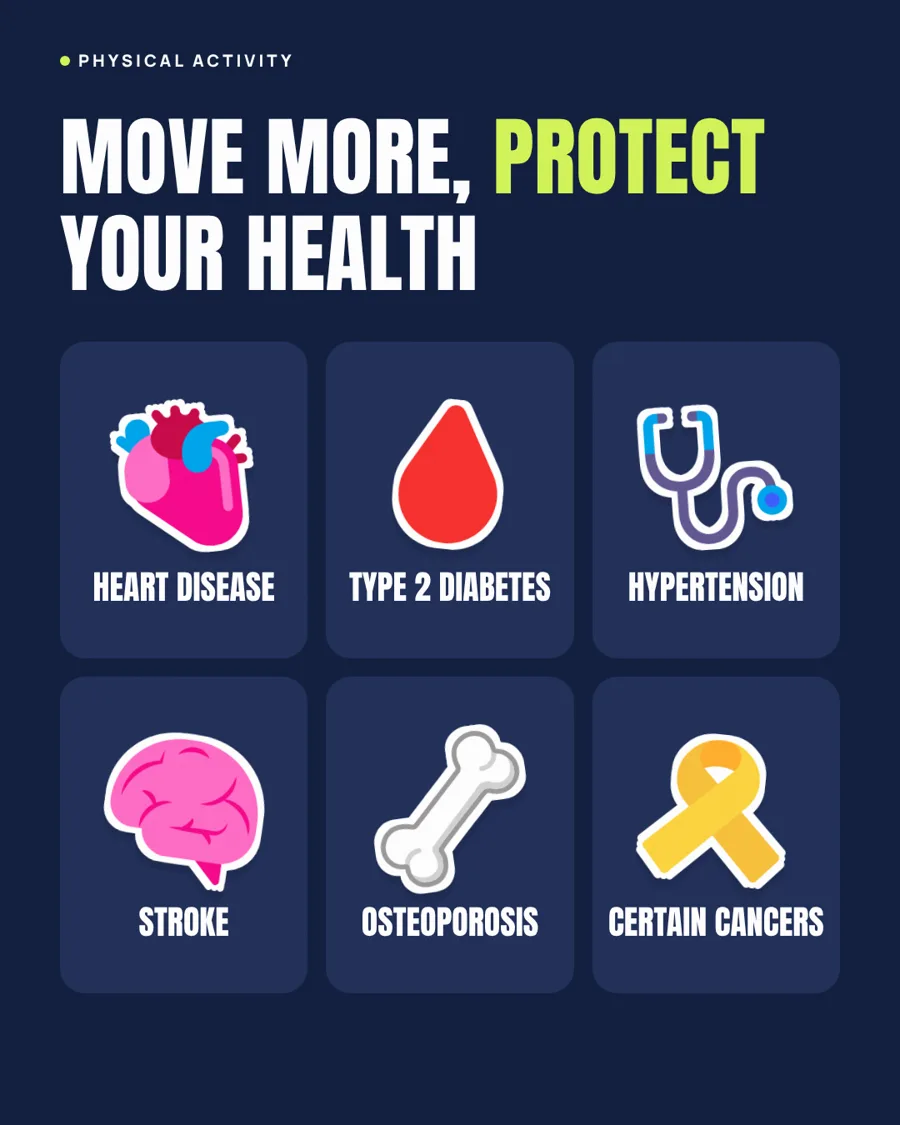 PHYSICAL ACTIVITY
MOVE MORE, PROTECT
YOUR HEALTH
HEART DISEASE
TYPE 2 DIABETES
HYPERTENSION
STROKE
OSTEOPOROSIS
CERTAIN CANCERS